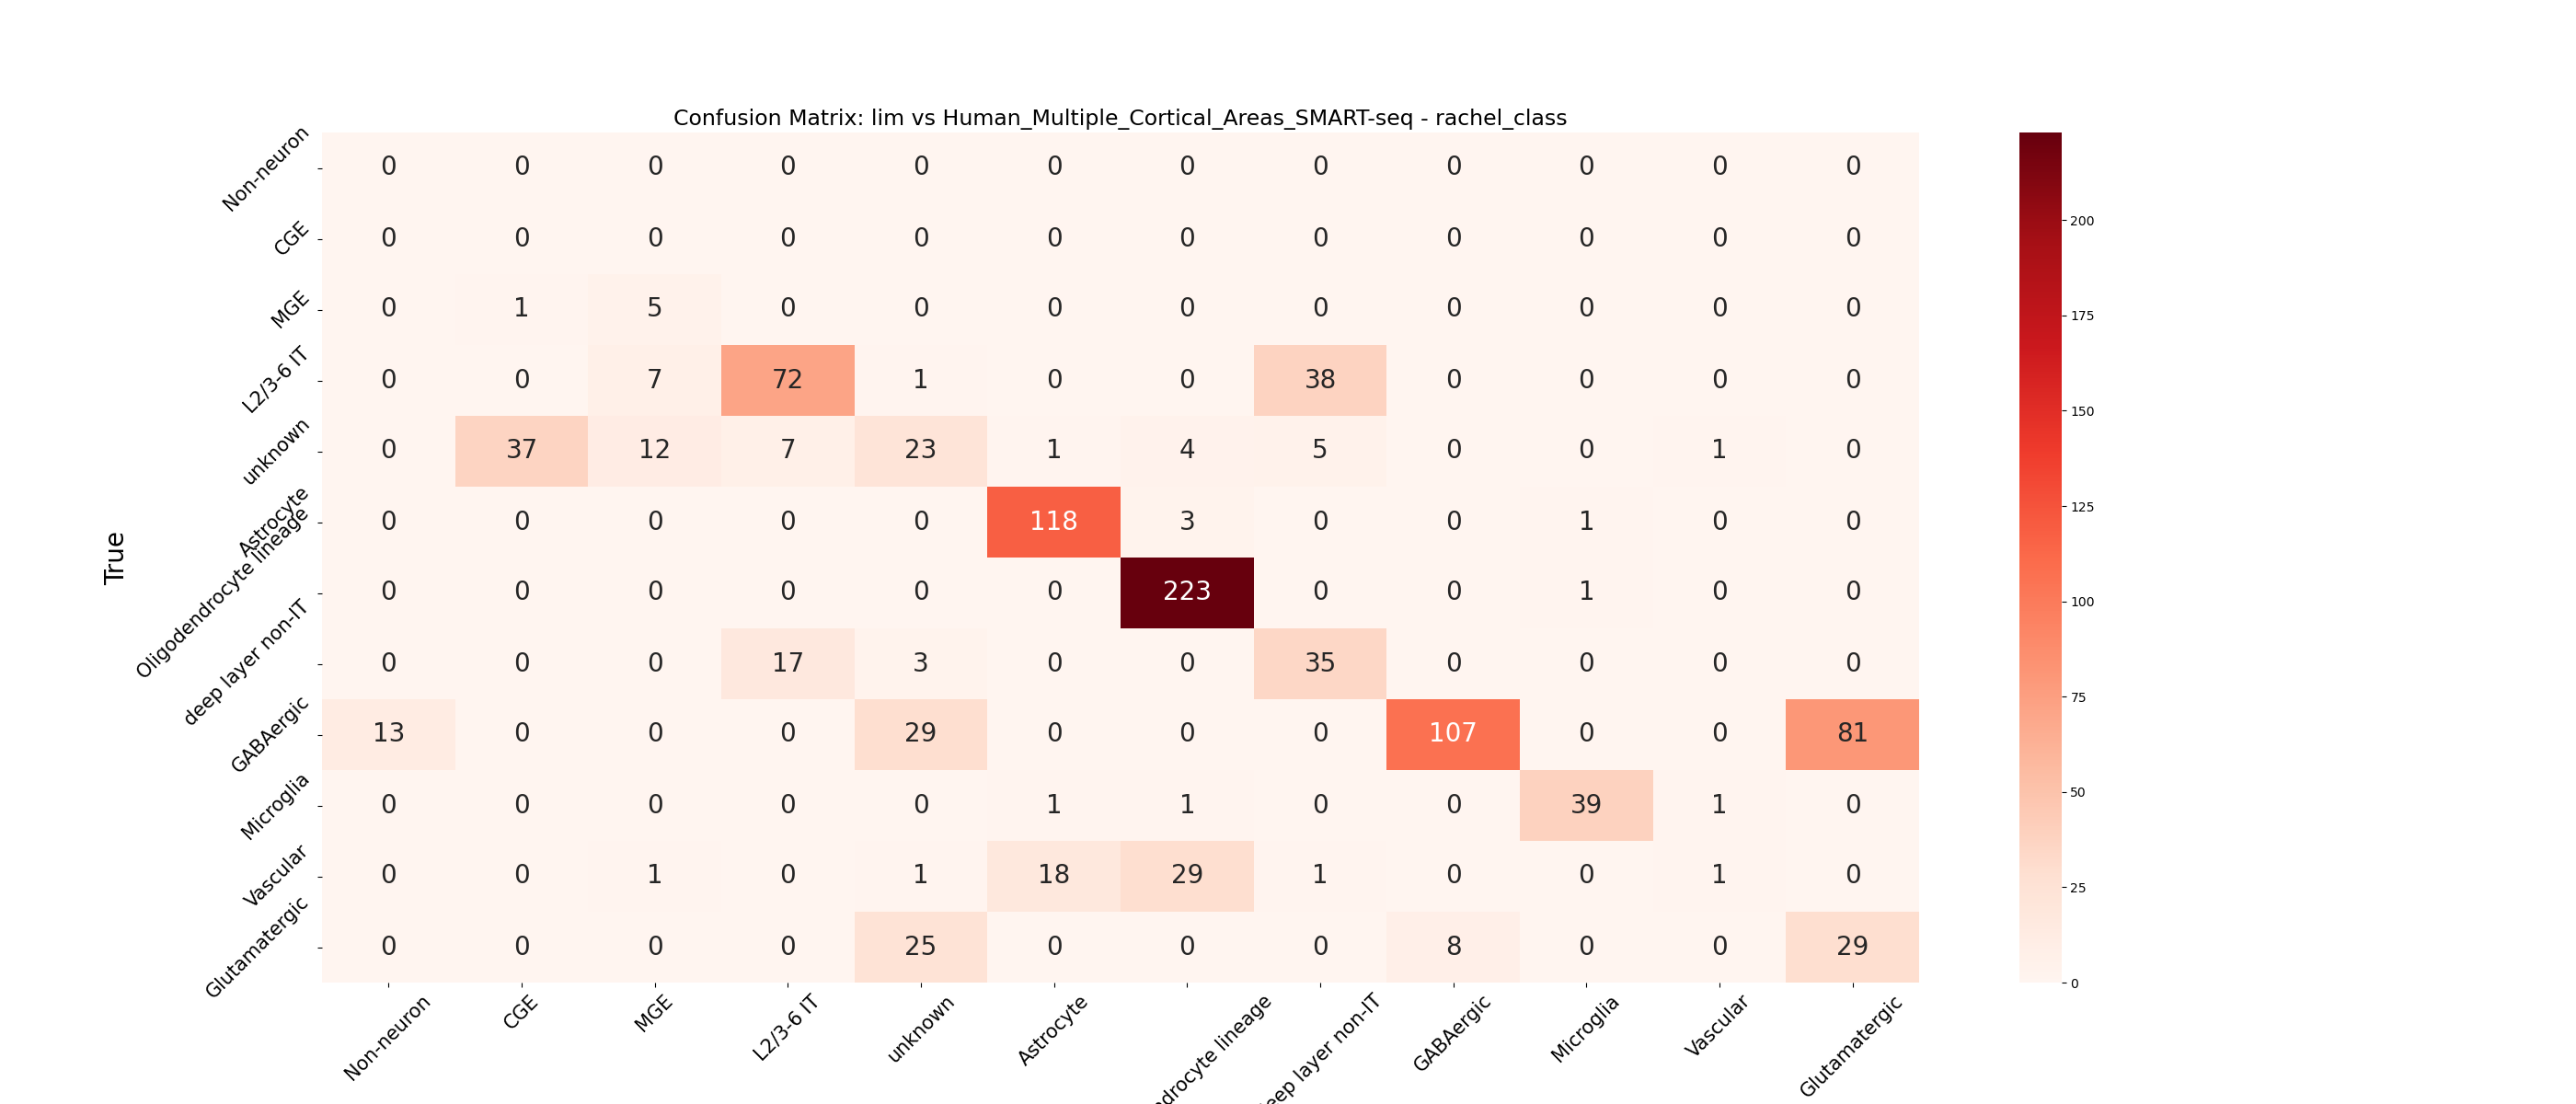 Confusion Matrix: lim vs Human_Multiple_Cortical_Areas_SMART-seq - rachel_class
True
Non-neuron 0 0 0 0 0 0 0 0 0 0 0 0
CGE 0 0 0 0 0 0 0 0 0 0 0 0
MGE 0 1 5 0 0 0 0 0 0 0 0 0
L2/3-6 IT 0 0 7 72 1 0 0 38 0 0 0 0
unknown 0 37 12 7 23 1 4 5 0 0 1 0
Astrocyte 0 0 0 0 0 118 3 0 0 1 0 0
Oligodendrocyte lineage 0 0 0 0 0 0 223 0 0 1 0 0
deep layer non-IT 0 0 0 17 3 0 0 35 0 0 0 0
GABAergic 13 0 0 0 29 0 0 0 107 0 0 81
Microglia 0 0 0 0 0 1 1 0 0 39 1 0
Vascular 0 0 1 0 1 18 29 1 0 0 1 0
Glutamatergic 0 0 0 0 25 0 0 0 8 0 0 29
Non-neuron CGE MGE L2/3-6 IT unknown Astrocyte lineage layer non-IT GABAergic Microglia Vascular Glutamatergic
200
175
150
125
100
75
50
25
0